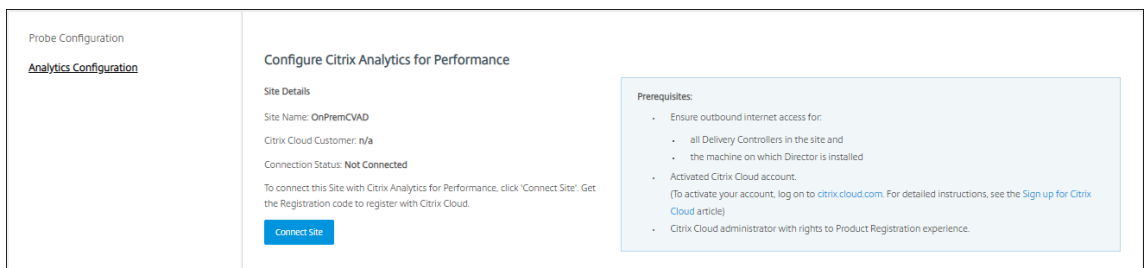 Probe Configuration
Analytics Configuration
Configure Citrix Analytics for Performance
Site Details
Site Name: OnPremCVAD
Citrix Cloud Customer: n/a
Connection Status: Not Connected
To connect this Site with Citrix Analytics for Performance, click 'Connect Site'. Get
the Registration code to register with Citrix Cloud.
Connect Site
Prerequisites:
• Ensure outbound internet access for:
• all Delivery Controllers in the site and
• the machine on which Director is installed
• Activated Citrix Cloud account.
(To activate your account, log on to citrix.cloud.com. For detailed instructions, see the Sign up for Citrix
Cloud article)
• Citrix Cloud administrator with rights to Product Registration experience.